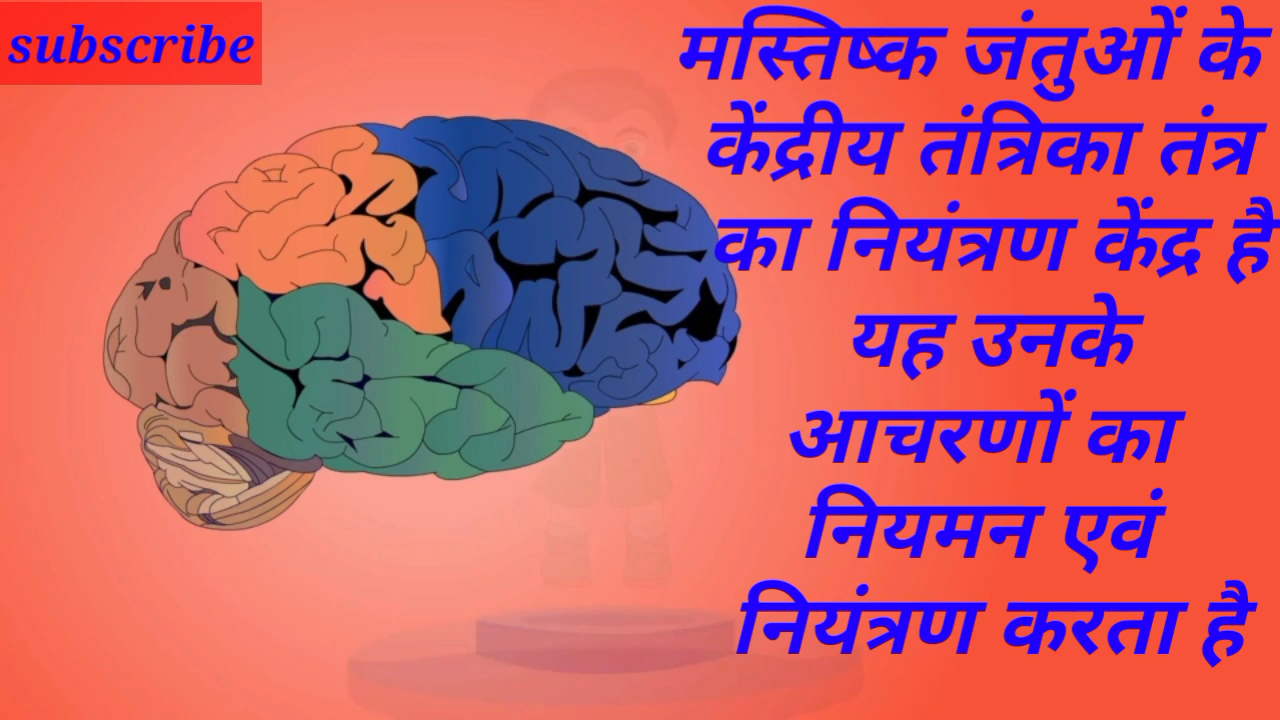 subscribe
मस्तिष्क जंतुओं के
केंद्रीय तंत्रिका तंत्र
का नियंत्रण केंद्र है
यह उनके
आचरणों का
नियमन एवं
नियंत्रण करता है